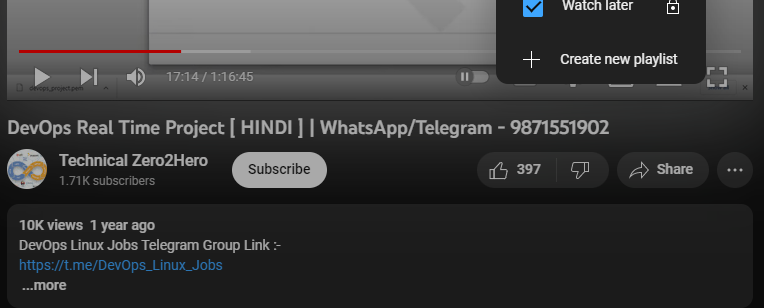 Watch later
Create new playlist
17:14 / 1:16:45
devops_project.pem
DevOps Real Time Project [ HINDI ] | WhatsApp/Telegram - 9871551902
Technical Zero2Hero
1.71K subscribers
Subscribe
397
Share
10K views 1 year ago
DevOps Linux Jobs Telegram Group Link :-
https://t.me/DevOps_Linux_Jobs
...more